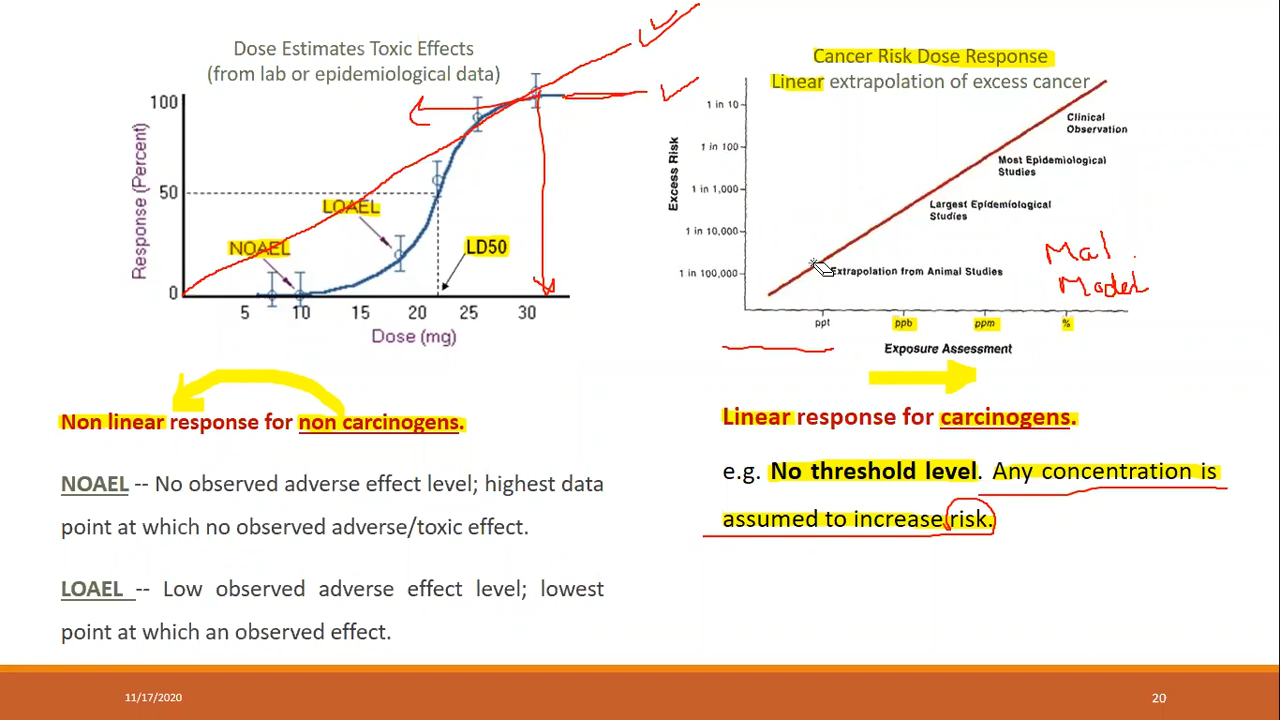 Dose Estimates Toxic Effects
(from lab or epidemiological data)
100
50
0
Response (Percent)
NOAEL
LOAEL
LD50
5 10 15 20 25 30
Dose (mg)
Non linear response for non carcinogens.
NOAEL -- No observed adverse effect level; highest data
point at which no observed adverse/toxic effect.
LOAEL -- Low observed adverse effect level; lowest
point at which an observed effect.
Cancer Risk Dose Response
Linear extrapolation of excess cancer
Excess Risk
1 in 10
1 in 100
1 in 1,000
1 in 10,000
1 in 100,000
Clinical
Observation
Most Epidemiological
Studies
Largest Epidemiological
Studies
Extrapolation from Animal Studies
Mal
Model
ppt ppb ppm %
Exposure Assessment
Linear response for carcinogens.
e.g. No threshold level. Any concentration is
assumed to increase risk.
11/17/2020
20